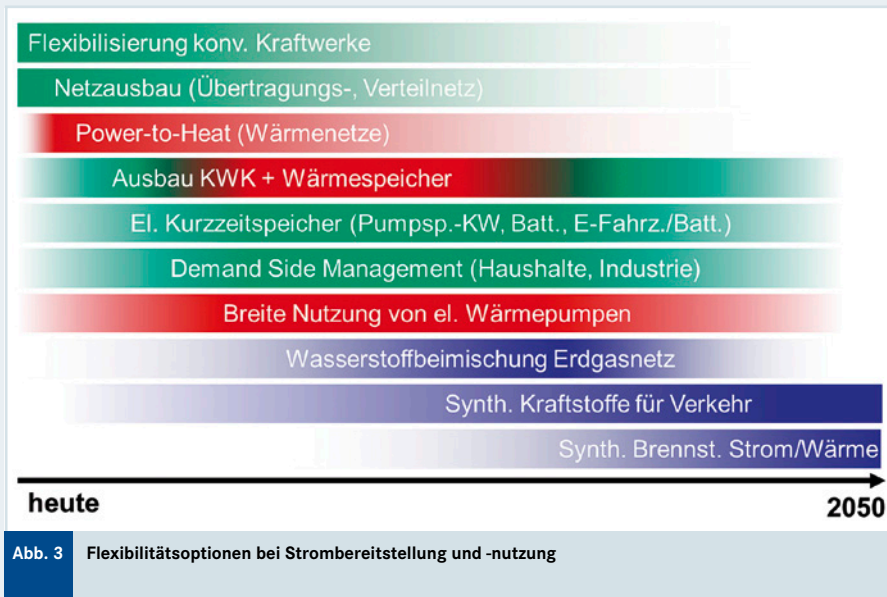 Flexibilisierung konv. Kraftwerke
Netzausbau (Übertragungs-, Verteilnetz)
Power-to-Heat (Wärmenetze)
Ausbau KWK + Wärmespeicher
El. Kurzzeitspeicher (Pumpsp.-KW, Batt., E-Fahrz./Batt.)
Demand Side Management (Haushalte, Industrie)
Breite Nutzung von el. Wärmepumpen
Wasserstoffbeimischung Erdgasnetz
Synth. Kraftstoffe für Verkehr
Synth. Brennst. Strom/Wärme
heute 2050
Abb. 3 Flexibilitätsoptionen bei Strombereitstellung und -nutzung